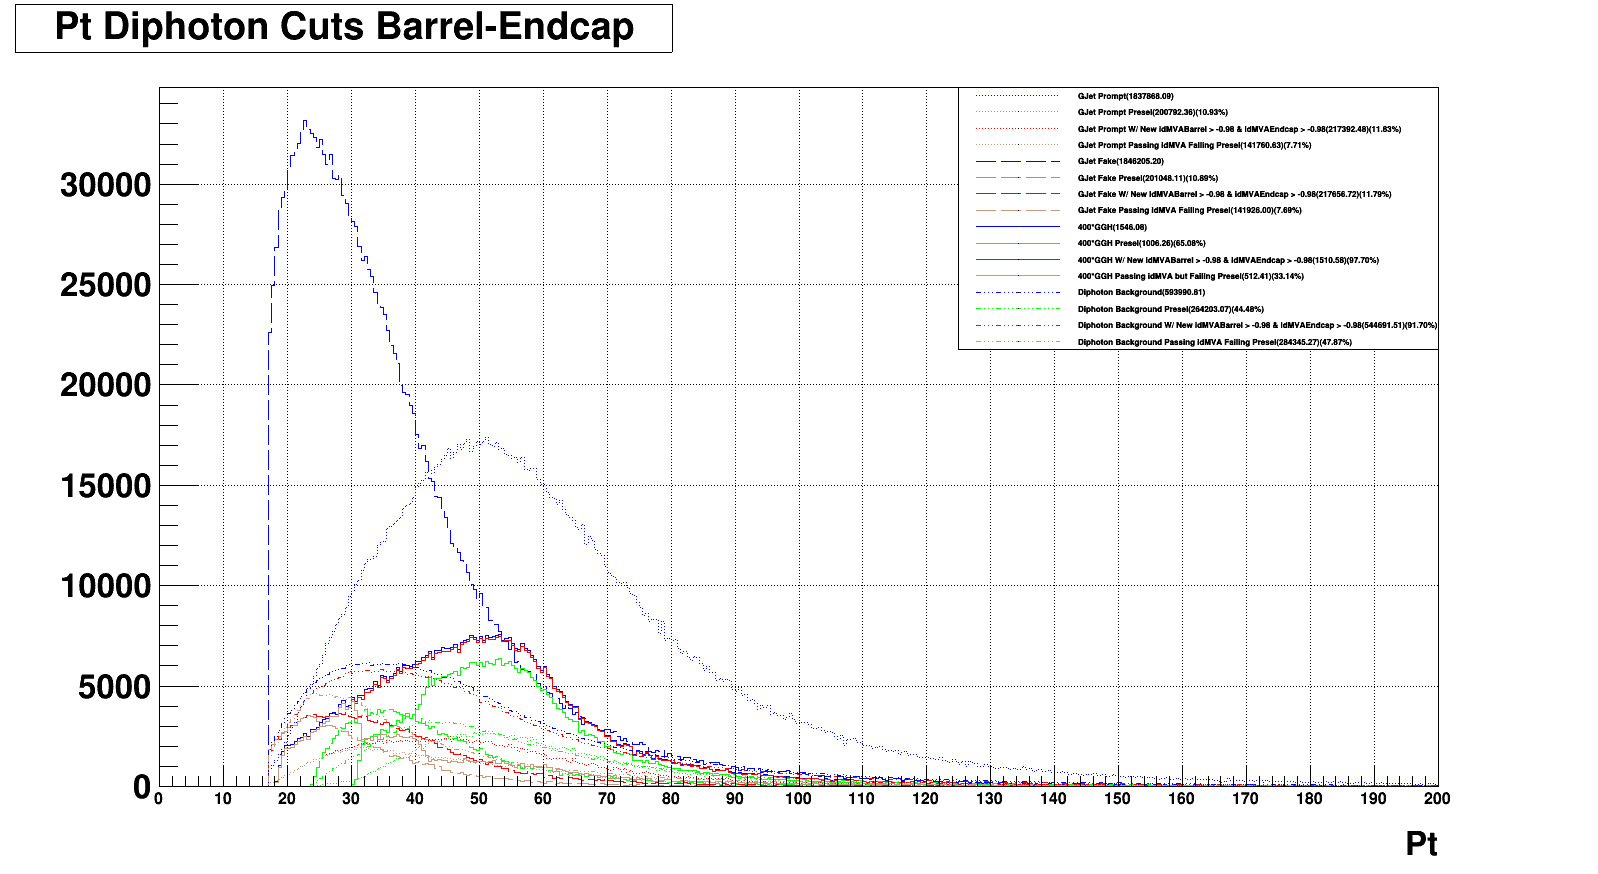 Pt Diphoton Cuts Barrel-Endcap
GJet Prompt(1837868.09)
GJet Prompt Presel(200792.36)(10.93%)
GJet Prompt W/ New idMVABarrel > -0.98 & idMVAEndcap > -0.98(217392.48)(11.83%)
GJet Prompt Passing idMVA Failing Presel(141760.63)(7.71%)
GJet Fake(1846205.20)
GJet Fake Presel(201048.11)(10.89%)
GJet Fake W/ New idMVABarrel > -0.98 & idMVAEndcap > -0.98(217656.72)(11.79%)
GJet Fake Passing idMVA Failing Presel(141926.00)(7.69%)
400*GGH(1546.08)
400*GGH Presel(1006.26)(65.08%)
400*GGH W/ New idMVABarrel > -0.98 & idMVAEndcap > -0.98(1510.58)(97.70%)
400*GGH Passing idMVA but Failing Presel(512.41)(33.14%)
Diphoton Background(593990.81)
Diphoton Background Presel(264203.07)(44.48%)
Diphoton Background W/ New idMVABarrel > -0.98 & idMVAEndcap > -0.98(544691.51)(91.70%)
Diphoton Background Passing idMVA Failing Presel(284345.27)(47.87%)
30000
25000
20000
15000
10000
5000
0
0 10 20 30 40 50 60 70 80 90 100 110 120 130 140 150 160 170 180 190 200
Pt